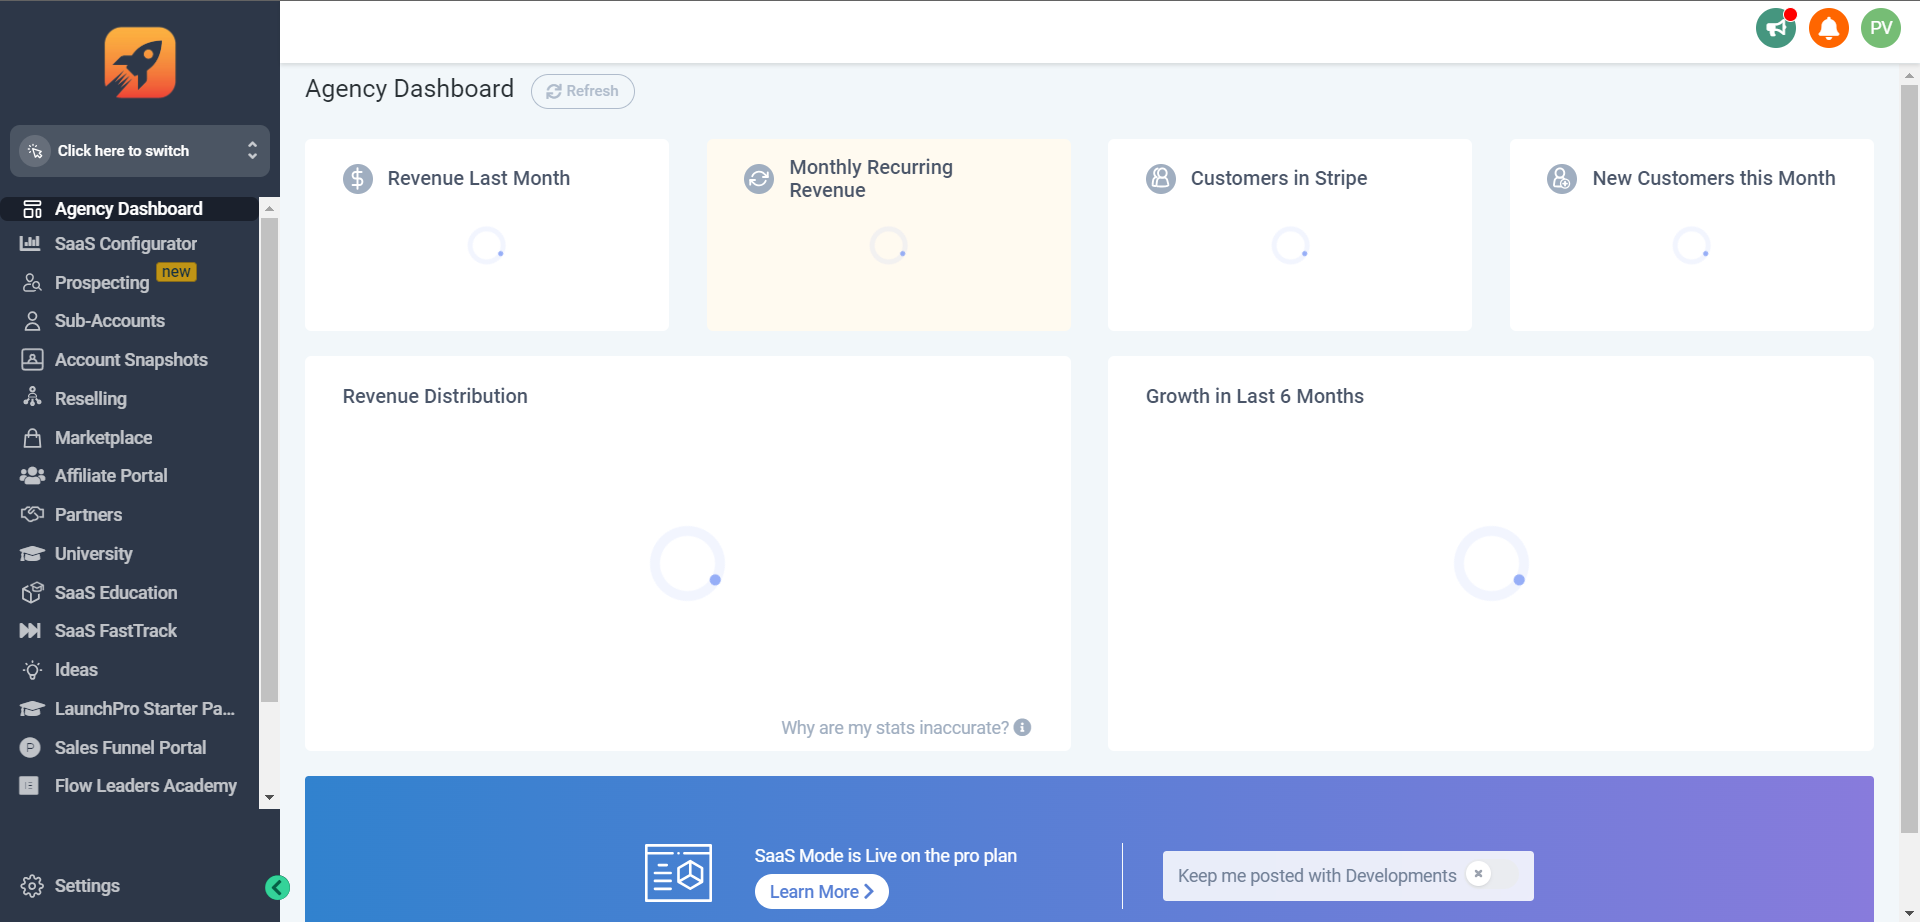 PV
Click here to switch
Agency Dashboard
SaaS Configurator
Prospecting new
Sub-Accounts
Account Snapshots
Reselling
Marketplace
Affiliate Portal
Partners
University
SaaS Education
SaaS FastTrack
Ideas
LaunchPro Starter Pa...
P Sales Funnel Portal
Flow Leaders Academy
Settings
Agency Dashboard Refresh
Revenue Last Month
Monthly Recurring
Revenue
Customers in Stripe
New Customers this Month
Revenue Distribution
Why are my stats inaccurate?
Growth in Last 6 Months
SaaS Mode is Live on the pro plan
Learn More
Keep me posted with Developments